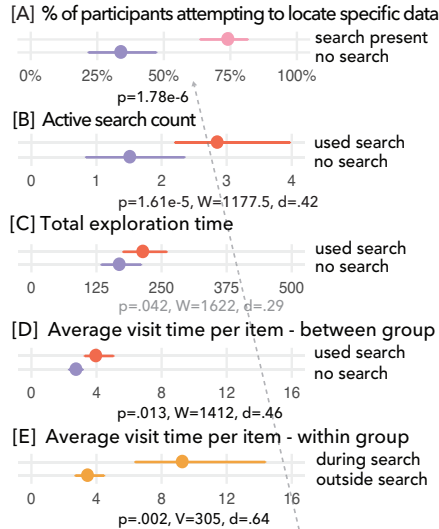 [A] % of participants attempting to locate specific data
search present
no search
0% 25% 50% 75% 100%
p=1.78e-6
[B] Active search count
used search
no search
0 1 2 3 4
p=1.61e-5, W=1177.5, d=.42
[C] Total exploration time
used search
no search
0 125 250 375 500
p=.042, W=1622, d=.29
[D] Average visit time per item - between group
used search
no search
0 4 8 12 16
p=.013, W=1412, d=.46
[E] Average visit time per item - within group
during search
outside search
0 4 8 12 16
p=.002, V=305, d=.64